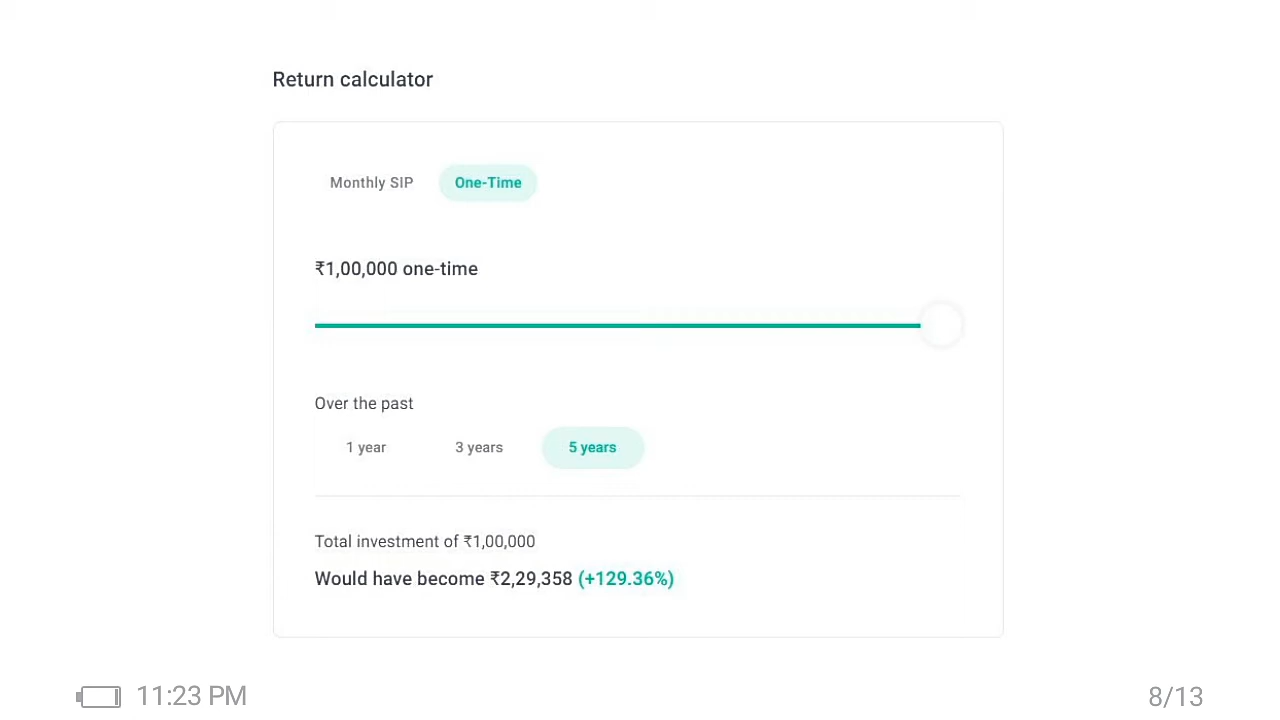 Return calculator
Monthly SIP One-Time
₹1,00,000 one-time
Over the past
1 year 3 years 5 years
Total investment of ₹1,00,000
Would have become ₹2,29,358 (+129.36%)
11:23 PM 8/13